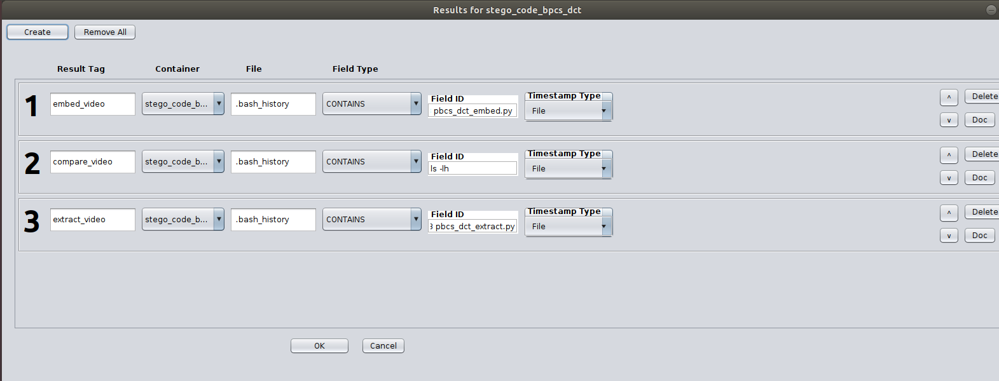 Results for stego_code_bpcs_dct
Create Remove All
Result Tag Container File Field Type
1 embed_video stego_code_b... .bash_history CONTAINS Field ID pbcs_dct_embed.py Timestamp Type File ^ Delete v Doc
2 compare_video stego_code_b... .bash_history CONTAINS Field ID ls -lh Timestamp Type File ^ Delete v Doc
3 extract_video stego_code_b... .bash_history CONTAINS Field ID 3 pbcs_dct_extract.py Timestamp Type File ^ Delete v Doc
OK Cancel